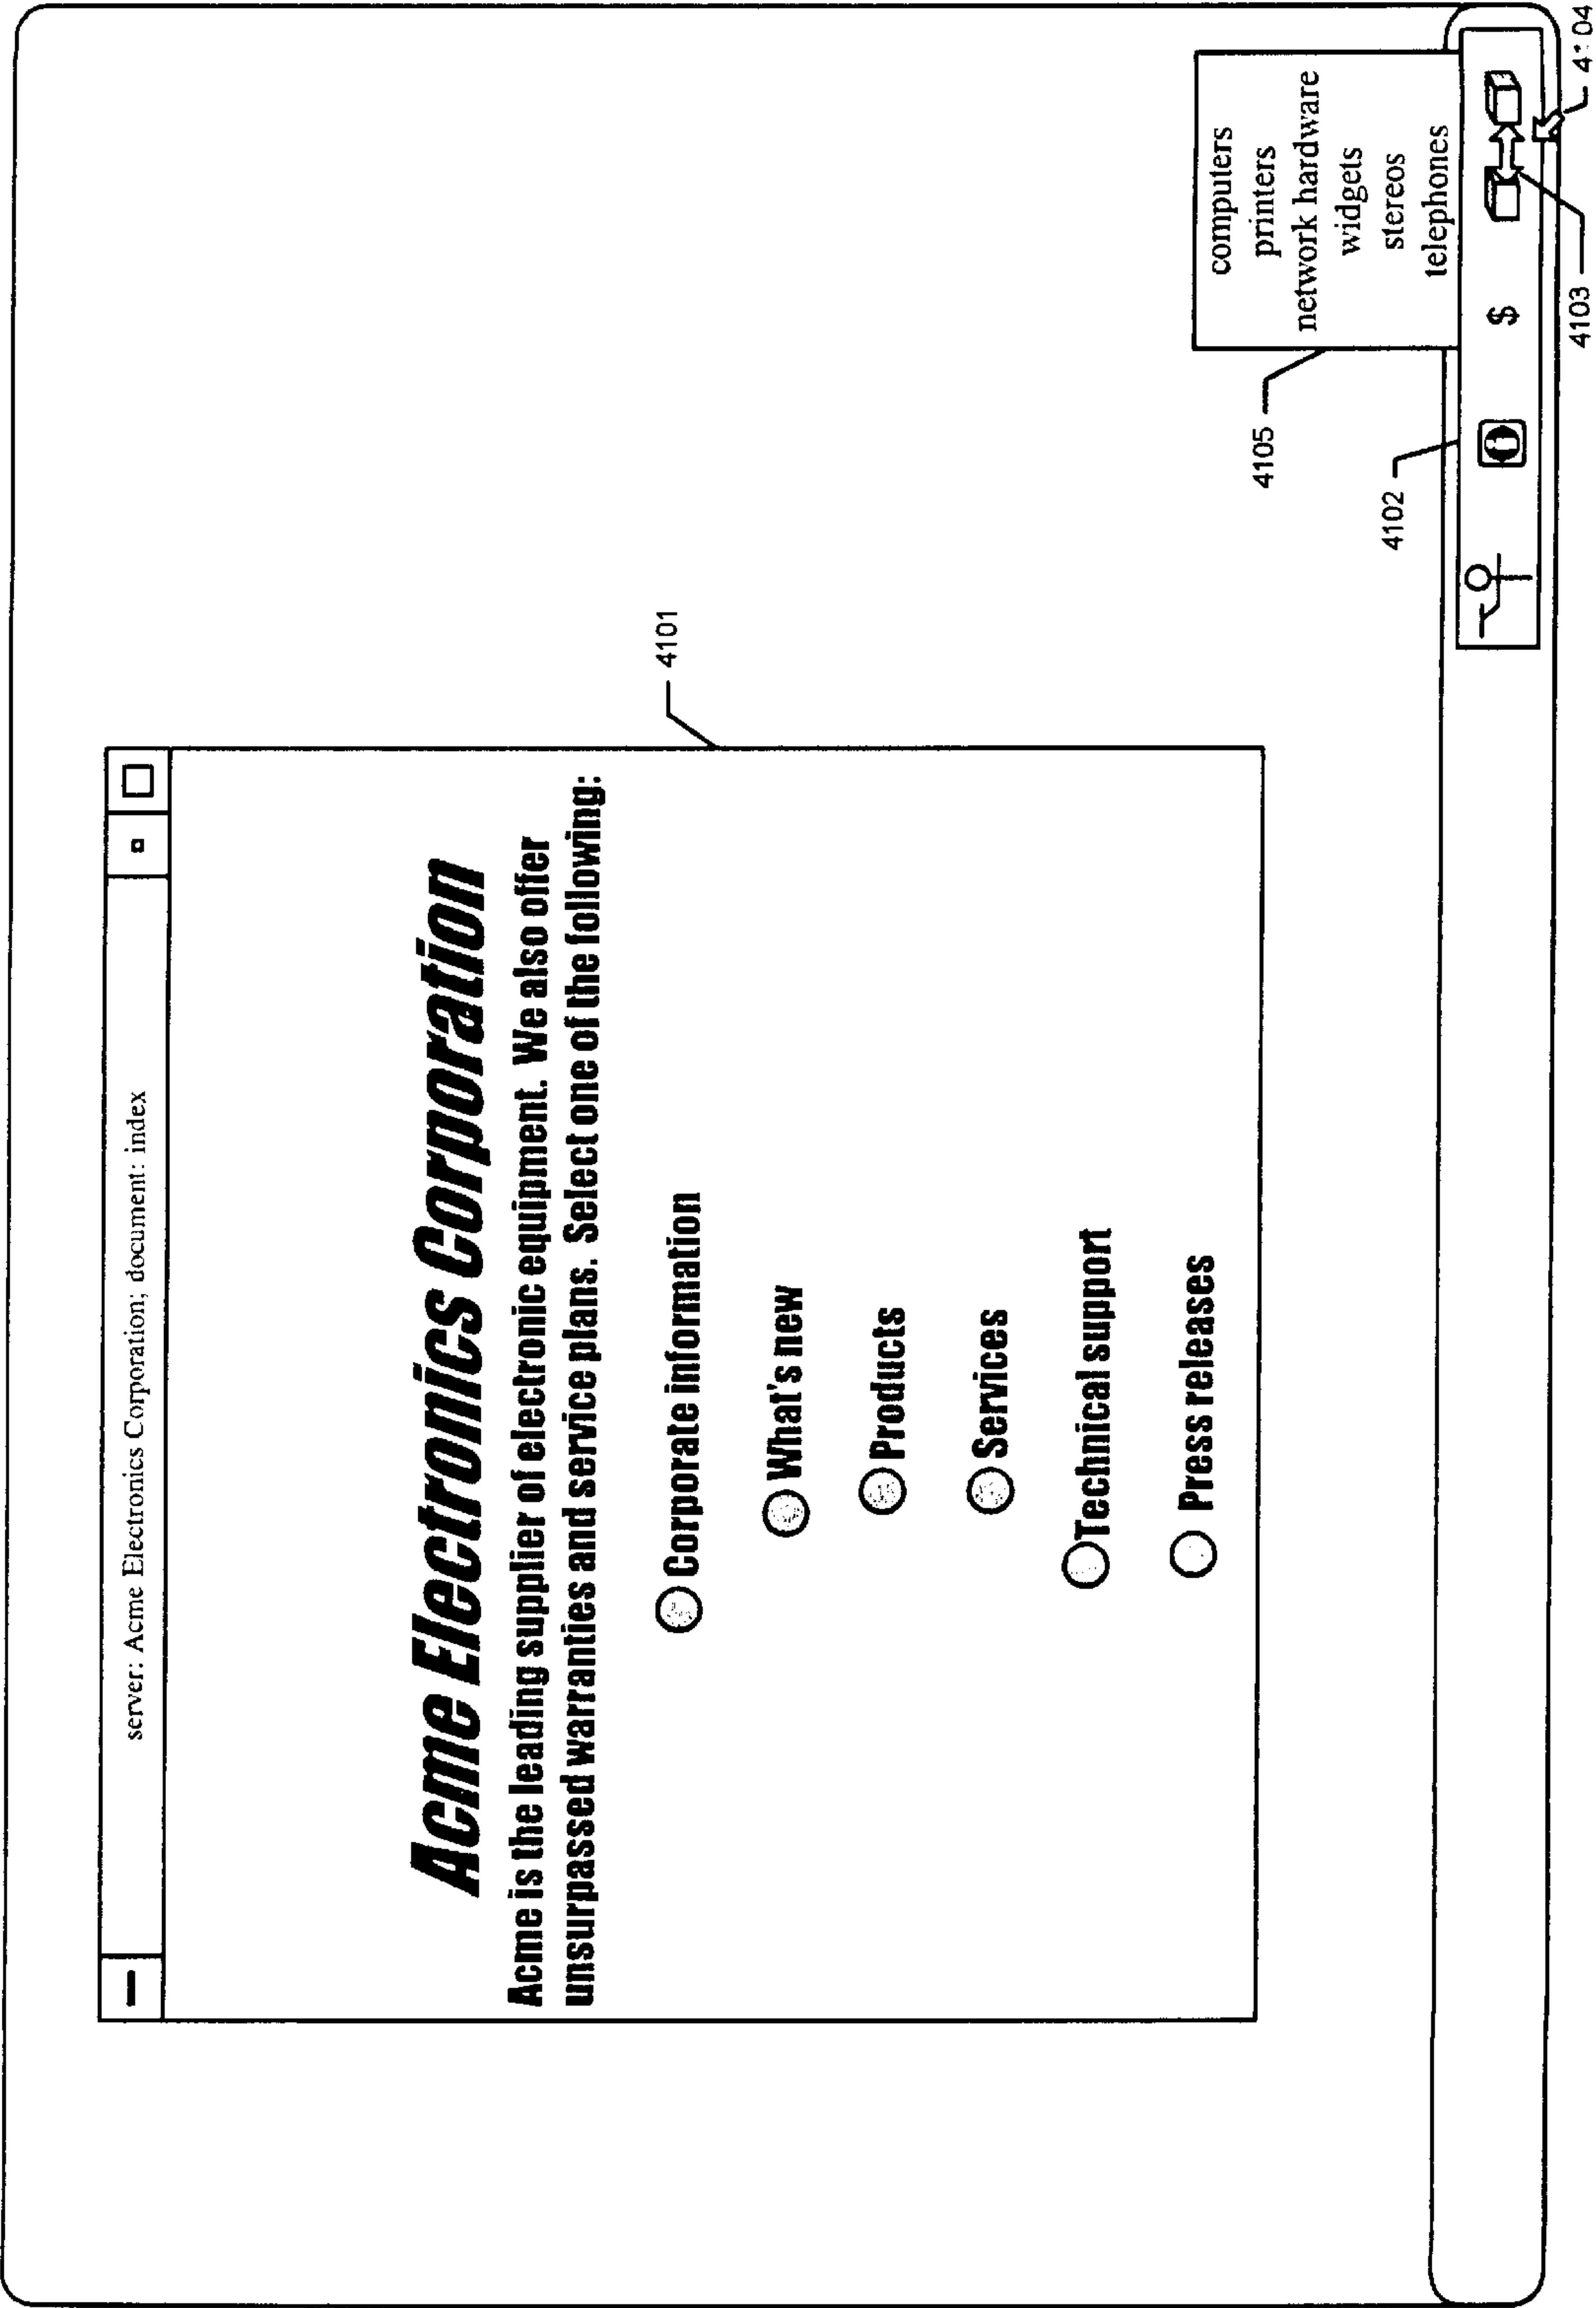 server: Acme Electronics Corporation; document: index
Acme Electronics Corporation
Acme is the leading supplier of electronic equipment. We also offer
unsurpassed warranties and service plans. Select one of the following:
Corporate information
What's new
Products
Services
Technical support
Press releases
4101
computers
printers
network hardware
widgets
stereos
telephones
4105
4102
$
4103
4104